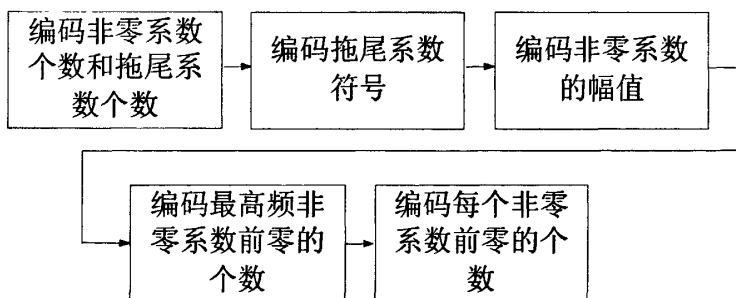 编码非零系数
个数和拖尾系
数个数
编码拖尾系数
符号
编码非零系数
的幅值
编码最高频非
零系数前零的
个数
编码每个非零
系数前零的个
数